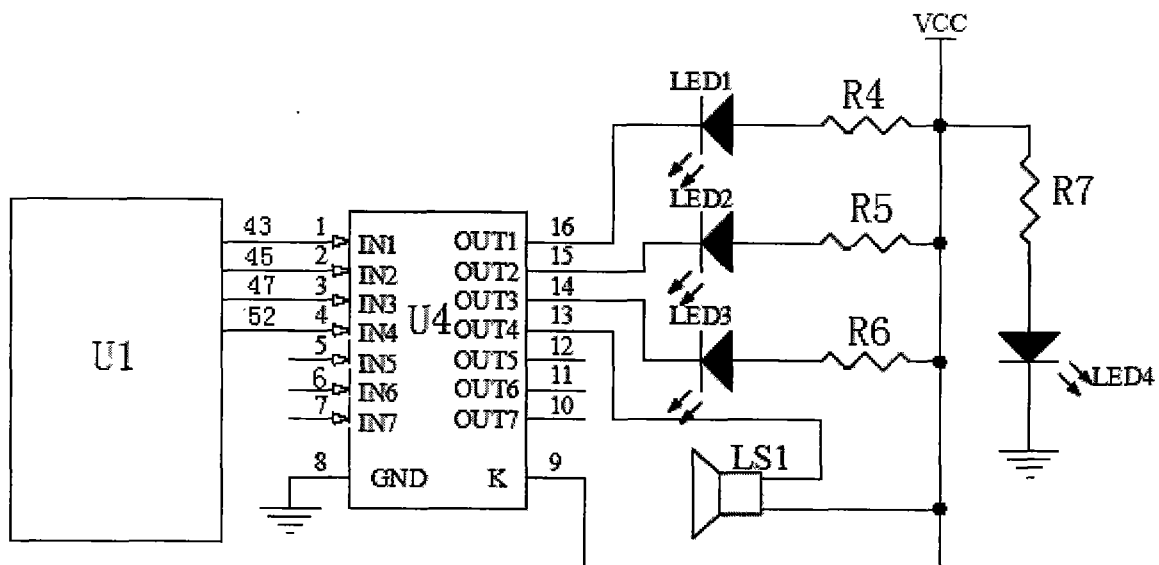 VCC
LED1
R4
R7
LED2
R5
43 1 IN1 OUT1 16
45 2 IN2 OUT2 15
47 3 IN3 OUT3 14
52 4 IN4 U4 OUT4 13
LED3
R6
U1
5 IN5 OUT5 12
6 IN6 OUT6 11
7 IN7 OUT7 10
LED4
8 GND K 9
LS1